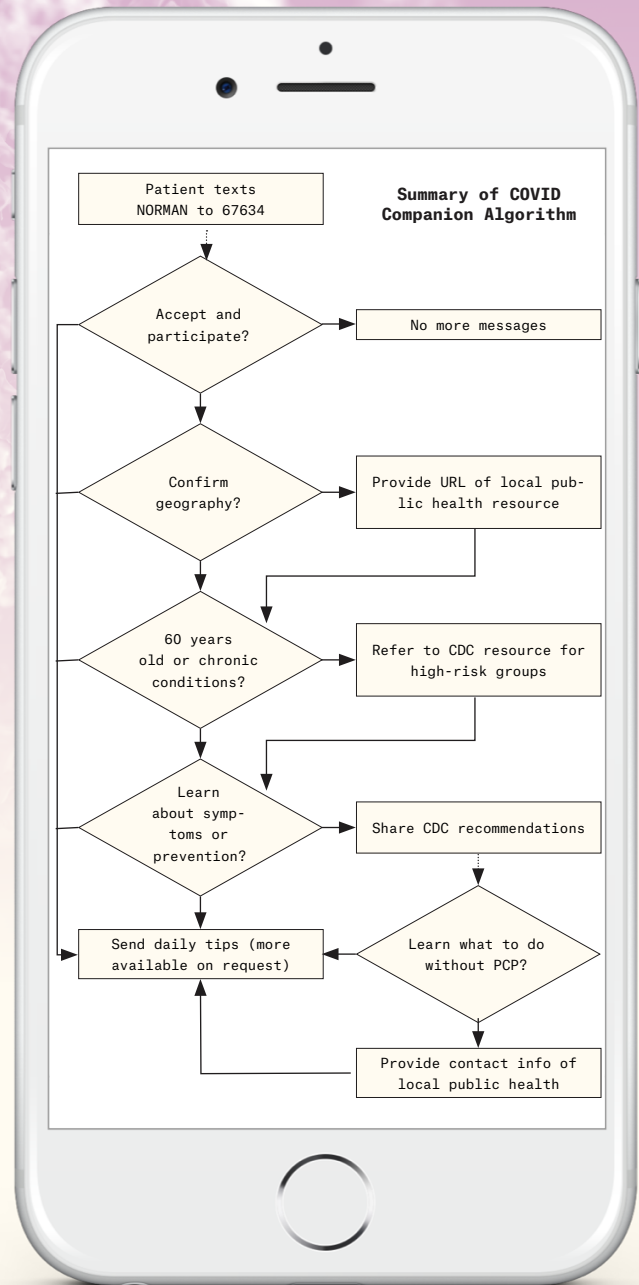 Patient texts
NORMAN to 67634
Summary of COVID
Companion Algorithm
Accept and
participate?
No more messages
Confirm
geography?
Provide URL of local pub-
lic health resource
60 years
old or chronic
conditions?
Refer to CDC resource for
high-risk groups
Learn
about symp-
toms or
prevention?
Share CDC recommendations
Send daily tips (more
available on request)
Learn what to do
without PCP?
Provide contact info of
local public health